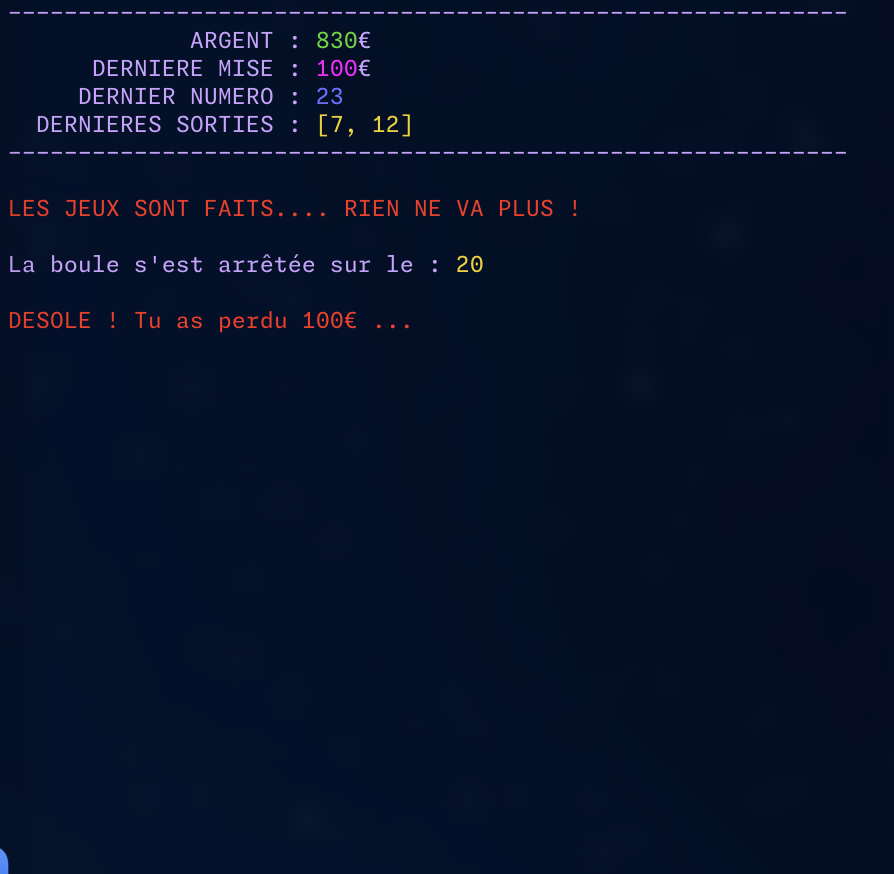 ------------------------------------------------------------
ARGENT : 830€
DERNIERE MISE : 100€
DERNIER NUMERO : 23
DERNIERES SORTIES : [7, 12]
------------------------------------------------------------
LES JEUX SONT FAITS.... RIEN NE VA PLUS !
La boule s'est arrêtée sur le : 20
DESOLE ! Tu as perdu 100€ ...